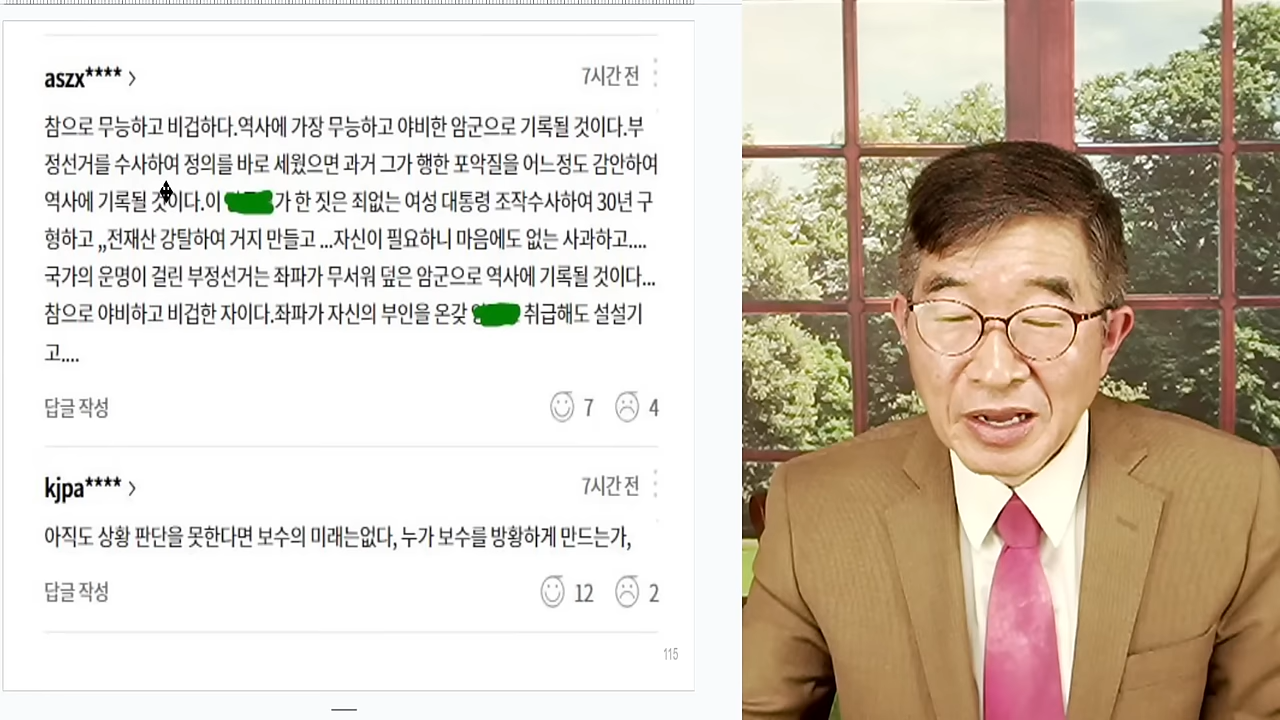 aszx**** >
7시간 전
참으로 무능하고 비겁하다.역사에 가장 무능하고 야비한 암군으로 기록될 것이다.부
정선거를 수사하여 정의를 바로 세웠으면 과거 그가 행한 포악질을 어느정도 감안하여
역사에 기록될 것이다.이 가 한 짓은 죄없는 여성 대통령 조작수사하여 30년 구
형하고 ,,전재산 강탈하여 거지 만들고 ...자신이 필요하니 마음에도 없는 사과하고....
국가의 운명이 걸린 부정선거는 좌파가 무서워 덮은 암군으로 역사에 기록될 것이다...
참으로 야비하고 비겁한 자이다.좌파가 자신의 부인을 온갖 취급해도 설설기
고....
답글 작성
7 4
kjpa**** >
7시간 전
아직도 상황 판단을 못한다면 보수의 미래는없다, 누가 보수를 방황하게 만드는가,
답글 작성
12 2
115